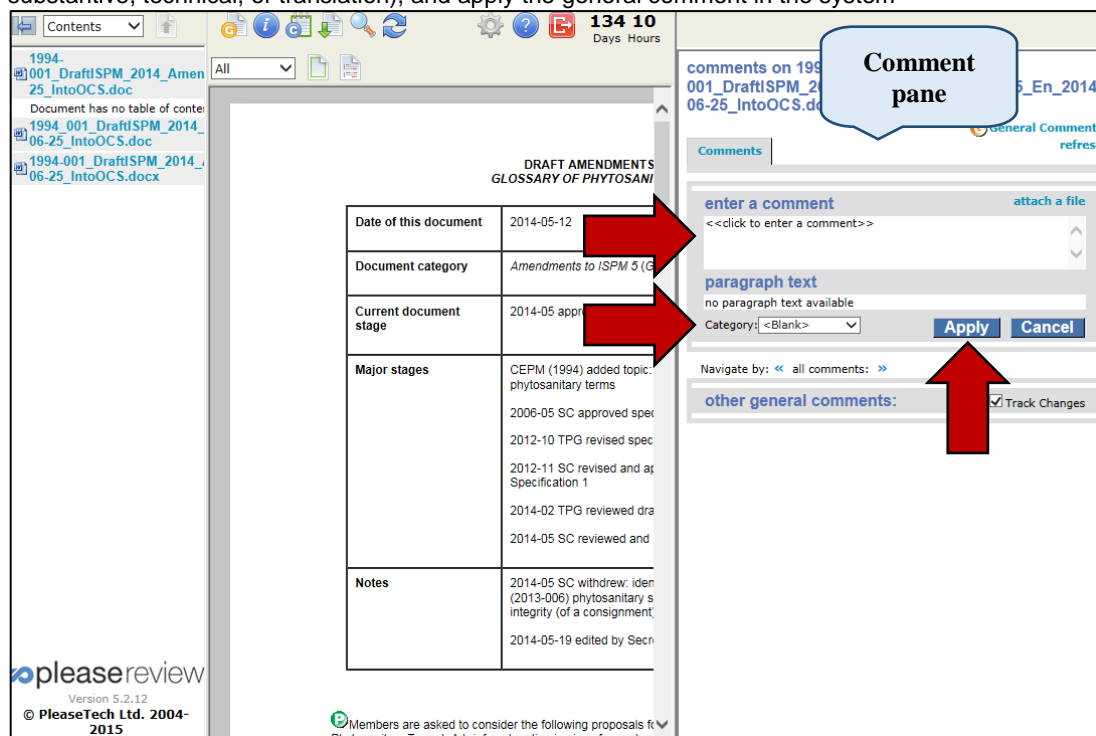 substantive, technical, or translation), and apply the general comment in the system
Contents
134 10
Days Hours
1994-
001_DraftISPM_2014_Amen
25_IntoOCS.doc
Document has no table of conte
1994_001_DraftISPM_2014_
06-25_IntoOCS.doc
1994-001_DraftISPM_2014_
06-25_IntoOCS.docx
pleasereview
Version 5.2.12
© PleaseTech Ltd. 2004-
2015
All
DRAFT AMENDMENTS
GLOSSARY OF PHYTOSANI
Date of this document
2014-05-12
Document category
Amendments to ISPM 5 (G
Current document
stage
2014-05 appr
Major stages
CEPM (1994) added topic:
phytosanitary terms
2006-05 SC approved spec
2012-10 TPG revised spec
2012-11 SC revised and ap
Specification 1
2014-02 TPG reviewed dra
2014-05 SC reviewed and
Notes
2014-05 SC withdrew: iden
(2013-006) phytosanitary s
integrity (of a consignment)
2014-05-19 edited by Secre
Members are asked to consider the following proposals fo
Comment
pane
comments on 199
001_DraftISPM_2 5_En_2014
06-25_IntoOCS.do
General Comment
refres
Comments
enter a comment
attach a file
<<click to enter a comment>>
paragraph text
no paragraph text available
Category: <Blank>
Apply
Cancel
Navigate by: « all comments: »
other general comments:
Track Changes